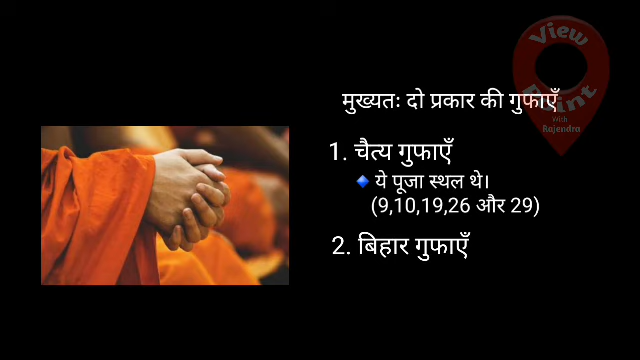 View
Point
With
Rajendra
मुख्यतः दो प्रकार की गुफाएँ
1. चैत्य गुफाएँ
ये पूजा स्थल थे।
(9,10,19,26 और 29)
2. बिहार गुफाएँ